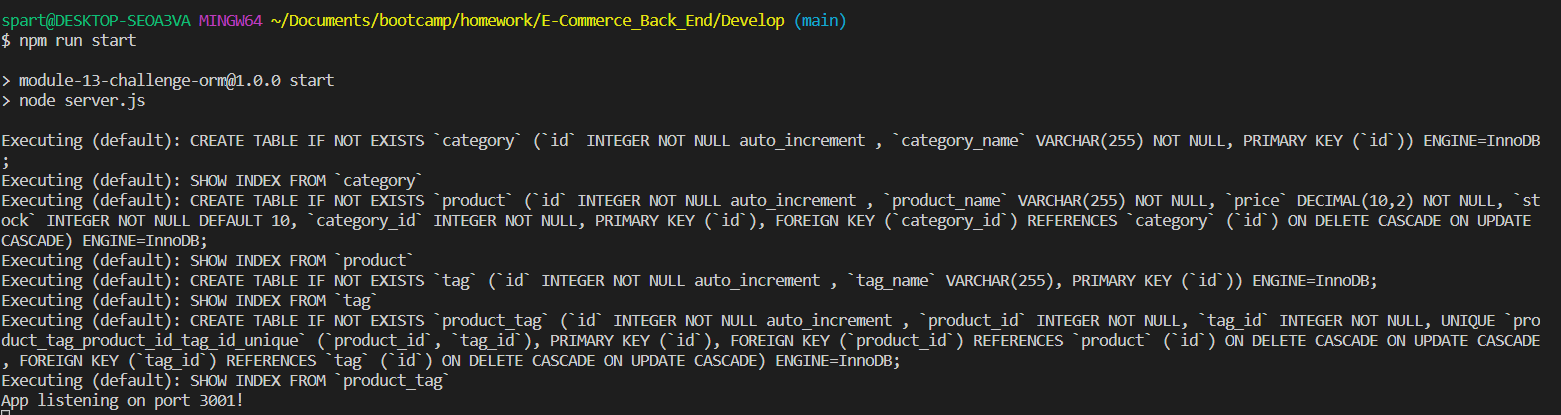 spart@DESKTOP-SEOA3VA MINGW64 ~/Documents/bootcamp/homework/E-Commerce_Back_End/Develop (main)
$ npm run start
> module-13-challenge-orm@1.0.0 start
> node server.js
Executing (default): CREATE TABLE IF NOT EXISTS `category` (`id` INTEGER NOT NULL auto_increment , `category_name` VARCHAR(255) NOT NULL, PRIMARY KEY (`id`)) ENGINE=InnoDB
;
Executing (default): SHOW INDEX FROM `category`
Executing (default): CREATE TABLE IF NOT EXISTS `product` (`id` INTEGER NOT NULL auto_increment , `product_name` VARCHAR(255) NOT NULL, `price` DECIMAL(10,2) NOT NULL, `st
ock` INTEGER NOT NULL DEFAULT 10, `category_id` INTEGER NOT NULL, PRIMARY KEY (`id`), FOREIGN KEY (`category_id`) REFERENCES `category` (`id`) ON DELETE CASCADE ON UPDATE
CASCADE) ENGINE=InnoDB;
Executing (default): SHOW INDEX FROM `product`
Executing (default): CREATE TABLE IF NOT EXISTS `tag` (`id` INTEGER NOT NULL auto_increment , `tag_name` VARCHAR(255), PRIMARY KEY (`id`)) ENGINE=InnoDB;
Executing (default): SHOW INDEX FROM `tag`
Executing (default): CREATE TABLE IF NOT EXISTS `product_tag` (`id` INTEGER NOT NULL auto_increment , `product_id` INTEGER NOT NULL, `tag_id` INTEGER NOT NULL, UNIQUE `pro
duct_tag_product_id_tag_id_unique` (`product_id`, `tag_id`), PRIMARY KEY (`id`), FOREIGN KEY (`product_id`) REFERENCES `product` (`id`) ON DELETE CASCADE ON UPDATE CASCADE
, FOREIGN KEY (`tag_id`) REFERENCES `tag` (`id`) ON DELETE CASCADE ON UPDATE CASCADE) ENGINE=InnoDB;
Executing (default): SHOW INDEX FROM `product_tag`
App listening on port 3001!